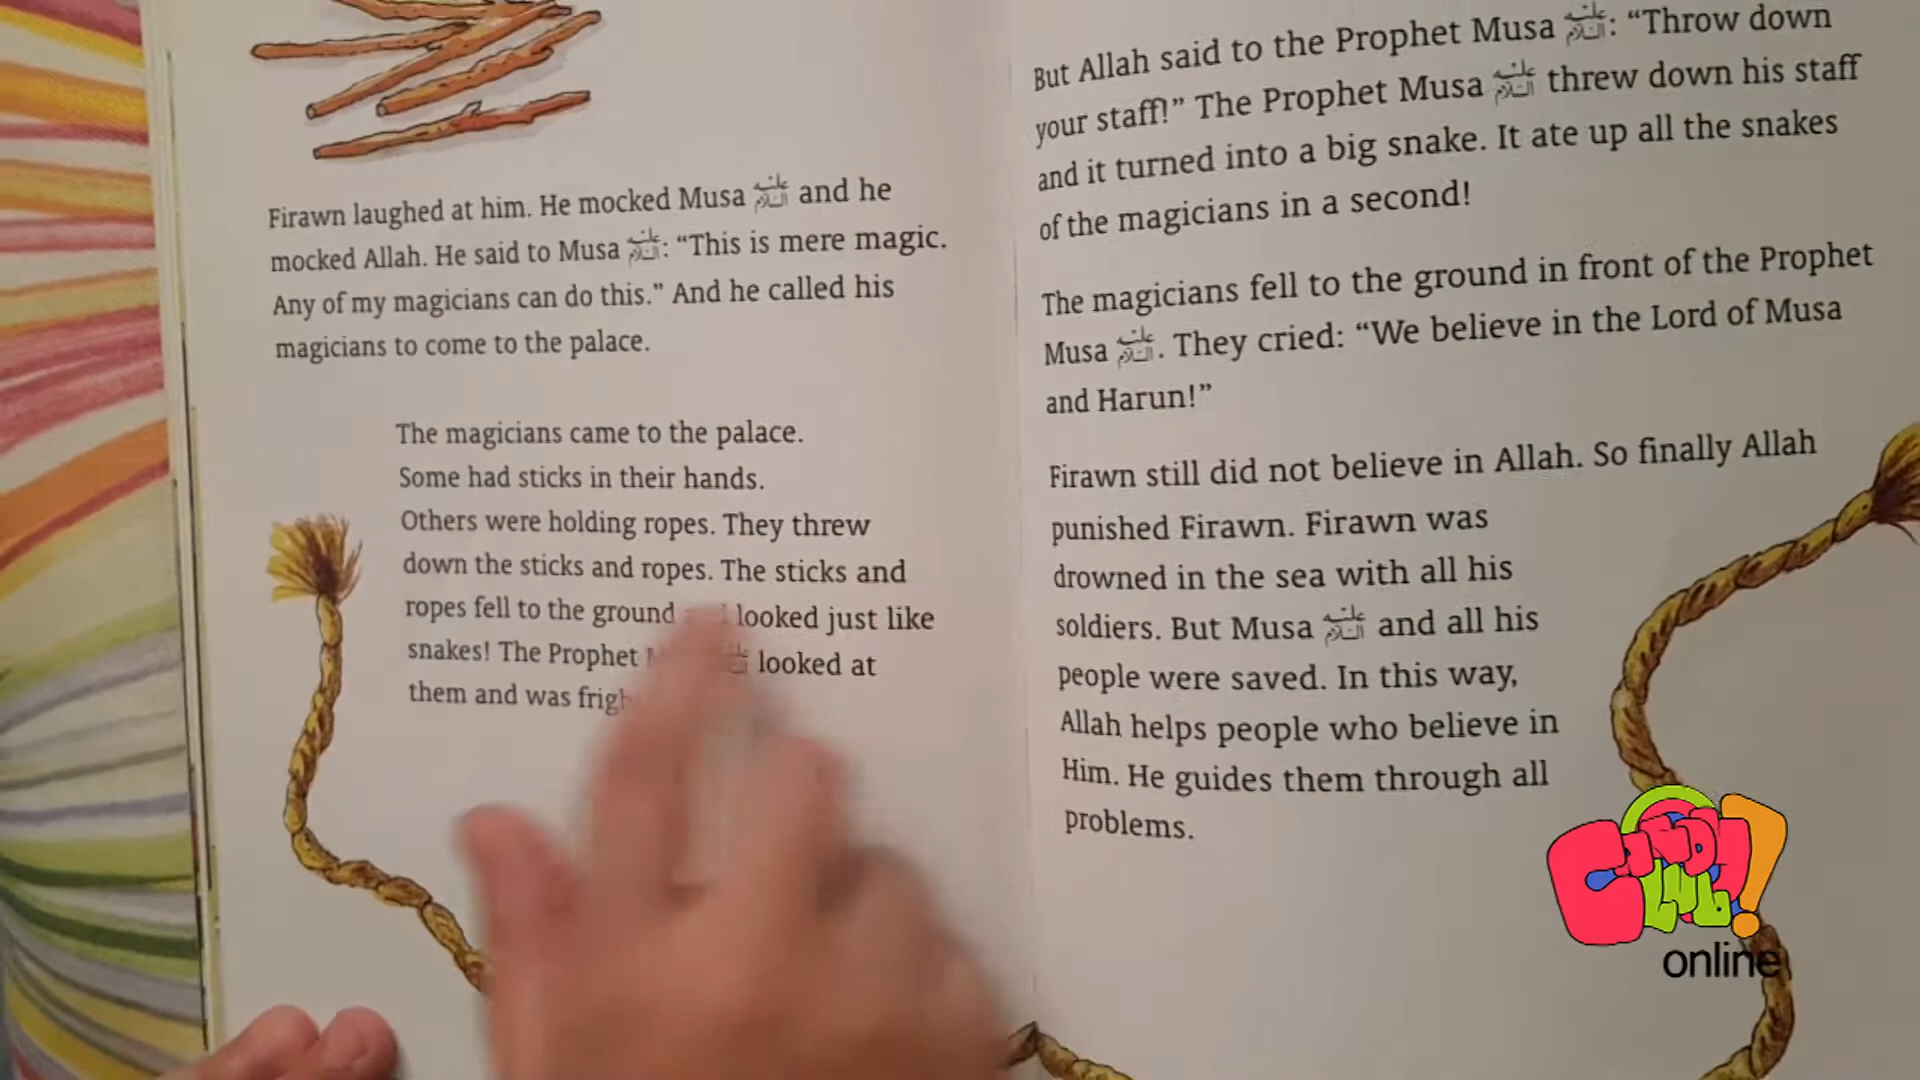 Firawn laughed at him. He mocked Musa عليه السلام and he
mocked Allah. He said to Musa عليه السلام: “This is mere magic.
Any of my magicians can do this.” And he called his
magicians to come to the palace.
The magicians came to the palace.
Some had sticks in their hands.
Others were holding ropes. They threw
down the sticks and ropes. The sticks and
ropes fell to the ground looked just like
snakes! The Prophet looked at
them and was
But Allah said to the Prophet Musa عليه السلام: “Throw down
your staff!” The Prophet Musa عليه السلام threw down his staff
and it turned into a big snake. It ate up all the snakes
of the magicians in a second!
The magicians fell to the ground in front of the Prophet
Musa عليه السلام. They cried: “We believe in the Lord of Musa
and Harun!”
Firawn still did not believe in Allah. So finally Allah
punished Firawn. Firawn was
drowned in the sea with all his
soldiers. But Musa عليه السلام and all his
people were saved. In this way,
Allah helps people who believe in
Him. He guides them through all
problems.
CANDY
CLUB!
online